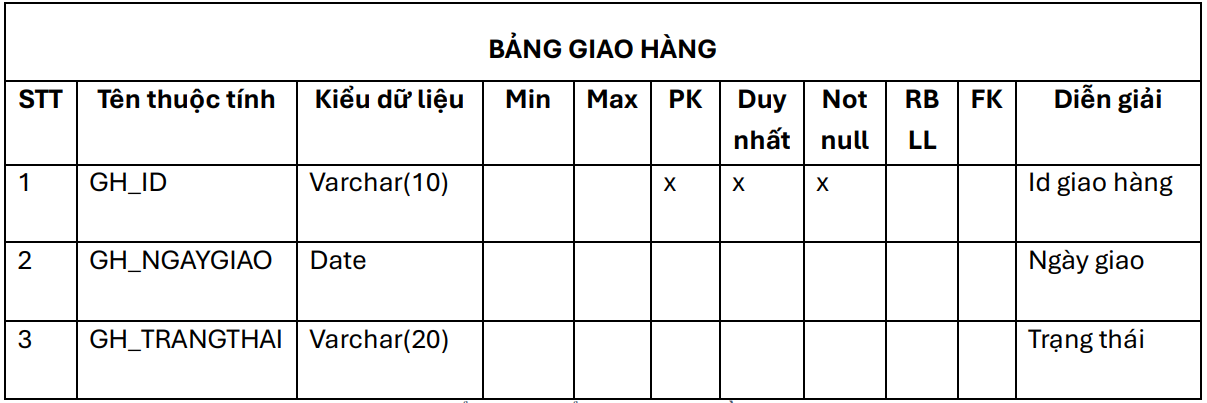 BẢNG GIAO HÀNG
STT Tên thuộc tính Kiểu dữ liệu Min Max PK Duy nhất Not null RB LL FK Diễn giải
1 GH_ID Varchar(10) x x x Id giao hàng
2 GH_NGAYGIAO Date Ngày giao
3 GH_TRANGTHAI Varchar(20) Trạng thái